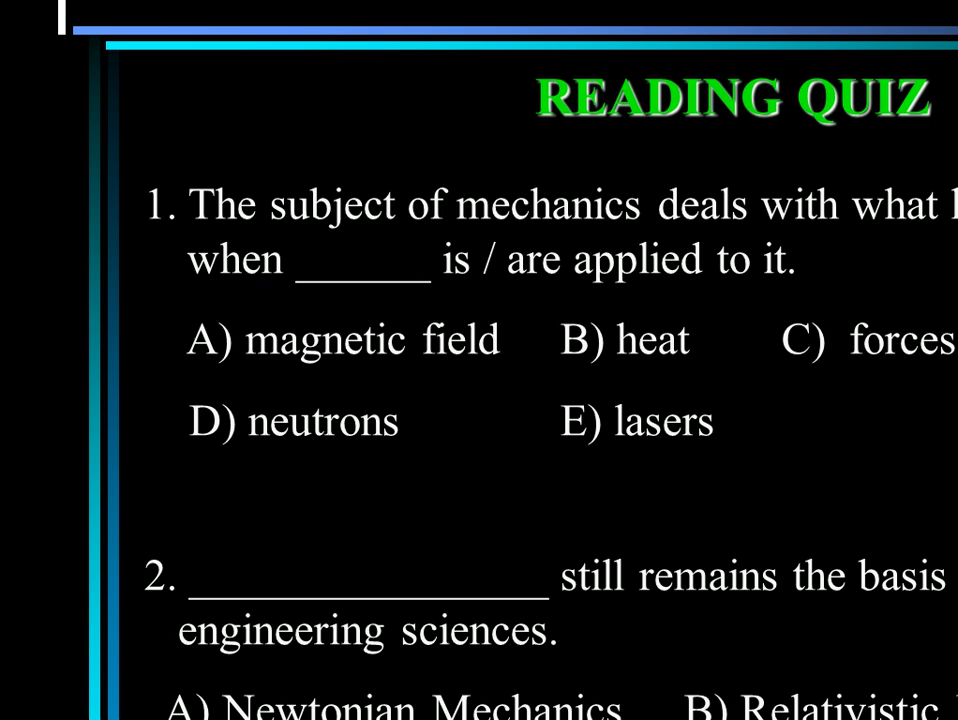 READING QUIZ
1. The subject of mechanics deals with what
when ______ is / are applied to it.
A) magnetic field B) heat C) forces
D) neutrons E) lasers
2. ________________ still remains the basis
engineering sciences.
A) Newtonian Mechanics B) Relativistic